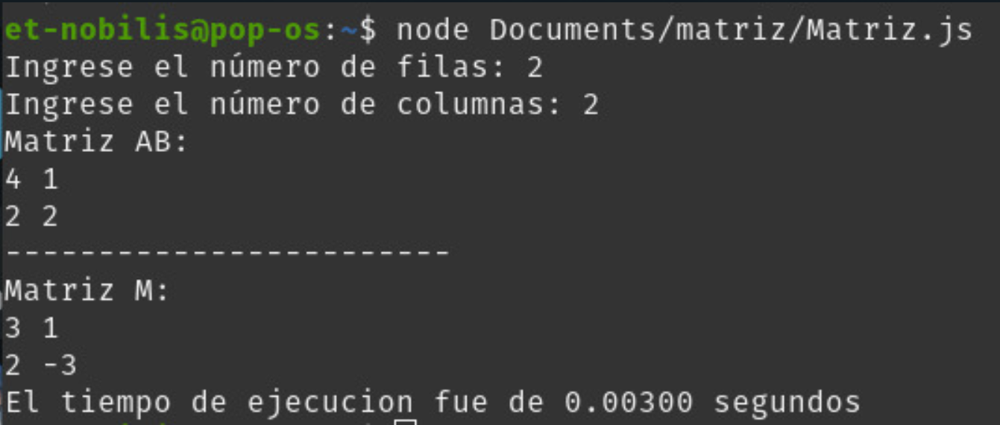 et-nobilis@pop-os:~$ node Documents/matriz/Matriz.js
Ingrese el número de filas: 2
Ingrese el número de columnas: 2
Matriz AB:
4 1
2 2
------------------------
Matriz M:
3 1
2 -3
El tiempo de ejecucion fue de 0.00300 segundos